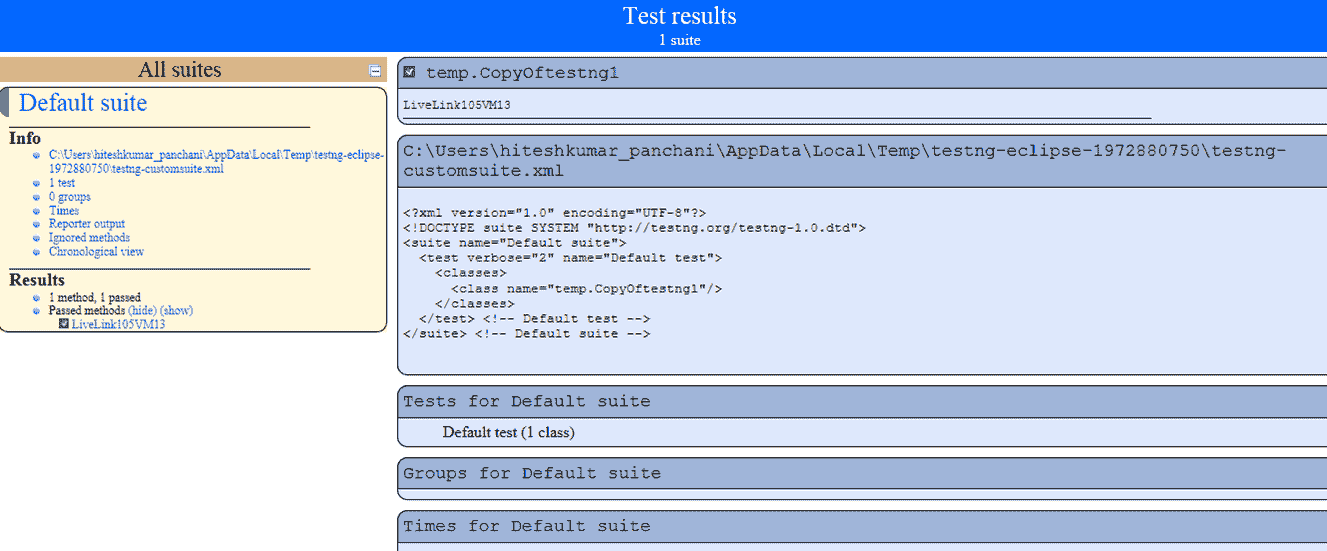 Test results
1 suite
All suites
Default suite
Info
C:\Users\hiteshkumar_panchani\AppData\Local\Temp\testng-eclipse-
1972880750\testng-customsuite.xml
1 test
0 groups
Times
Reporter output
Ignored methods
Chronological view
Results
1 method, 1 passed
Passed methods (hide) (show)
LiveLink105VM13
temp.CopyOftestng1
LiveLink105VM13
C:\Users\hiteshkumar_panchani\AppData\Local\Temp\testng-eclipse-1972880750\testng-
customsuite.xml
<?xml version="1.0" encoding="UTF-8"?>
<!DOCTYPE suite SYSTEM "http://testng.org/testng-1.0.dtd">
<suite name="Default suite">
  <test verbose="2" name="Default test">
    <classes>
      <class name="temp.CopyOftestng1"/>
    </classes>
  </test> <!-- Default test -->
</suite> <!-- Default suite -->
Tests for Default suite
Default test (1 class)
Groups for Default suite
Times for Default suite